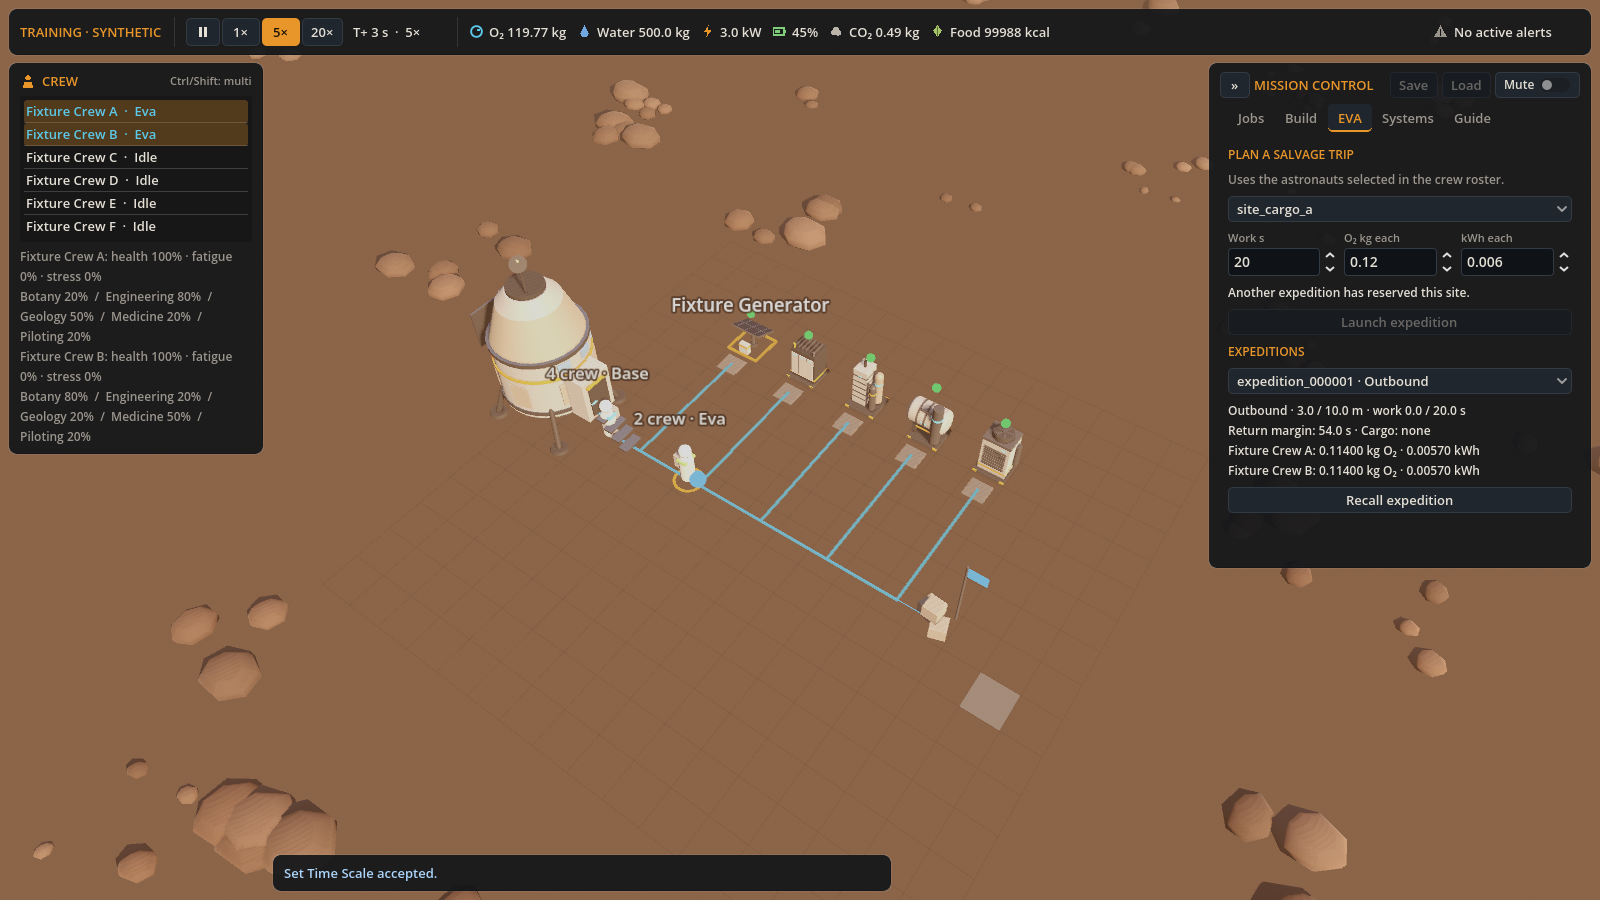 TRAINING · SYNTHETIC
1× 5× 20× T+ 3 s · 5×
O₂ 119.77 kg Water 500.0 kg 3.0 kW 45% CO₂ 0.49 kg Food 99988 kcal
No active alerts
CREW Ctrl/Shift: multi
Fixture Crew A · Eva
Fixture Crew B · Eva
Fixture Crew C · Idle
Fixture Crew D · Idle
Fixture Crew E · Idle
Fixture Crew F · Idle
Fixture Crew A: health 100% · fatigue
0% · stress 0%
Botany 20% / Engineering 80% /
Geology 50% / Medicine 20% /
Piloting 20%
Fixture Crew B: health 100% · fatigue
0% · stress 0%
Botany 80% / Engineering 20% /
Geology 20% / Medicine 50% /
Piloting 20%
Fixture Generator
4 crew · Base
2 crew · Eva
» MISSION CONTROL Save Load Mute
Jobs Build EVA Systems Guide
PLAN A SALVAGE TRIP
Uses the astronauts selected in the crew roster.
site_cargo_a
Work s O₂ kg each kWh each
20 0.12 0.006
Another expedition has reserved this site.
Launch expedition
EXPEDITIONS
expedition_000001 · Outbound
Outbound · 3.0 / 10.0 m · work 0.0 / 20.0 s
Return margin: 54.0 s · Cargo: none
Fixture Crew A: 0.11400 kg O₂ · 0.00570 kWh
Fixture Crew B: 0.11400 kg O₂ · 0.00570 kWh
Recall expedition
Set Time Scale accepted.